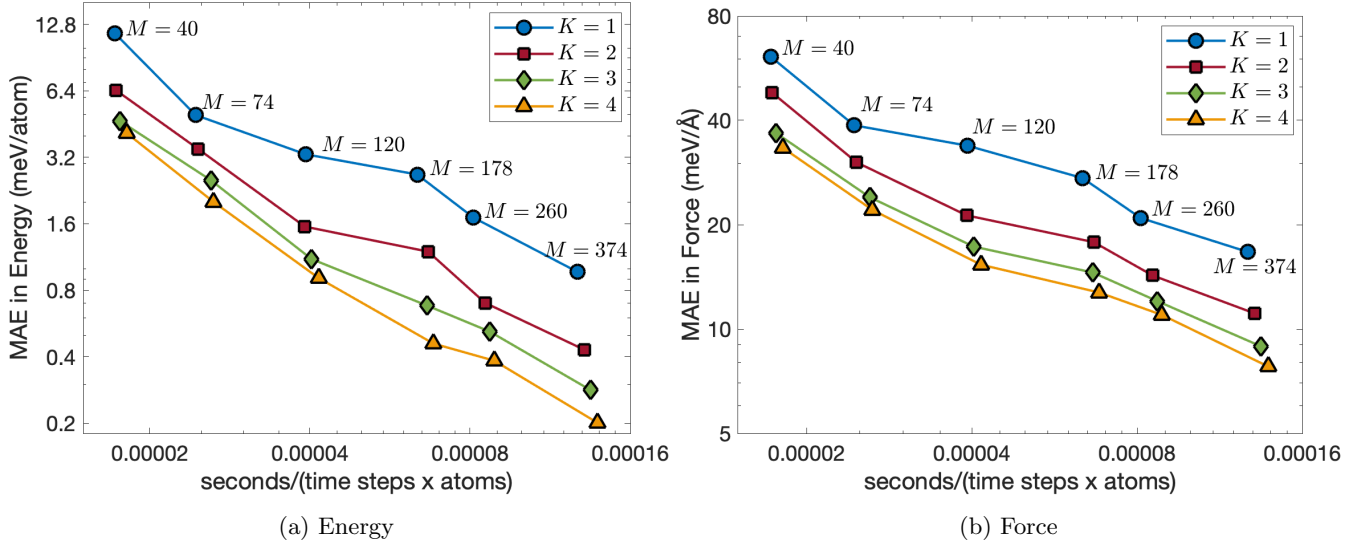 12.8
6.4
3.2
1.6
0.8
0.4
0.2
MAE in Energy (meV/atom)
M = 40
M = 74
M = 120
M = 178
M = 260
M = 374
K = 1
K = 2
K = 3
K = 4
0.00002
0.00004
0.00008
0.00016
seconds/(time steps x atoms)
(a) Energy
80
40
20
10
5
MAE in Force (meV/Å)
M = 40
M = 74
M = 120
M = 178
M = 260
M = 374
K = 1
K = 2
K = 3
K = 4
0.00002
0.00004
0.00008
0.00016
seconds/(time steps x atoms)
(b) Force